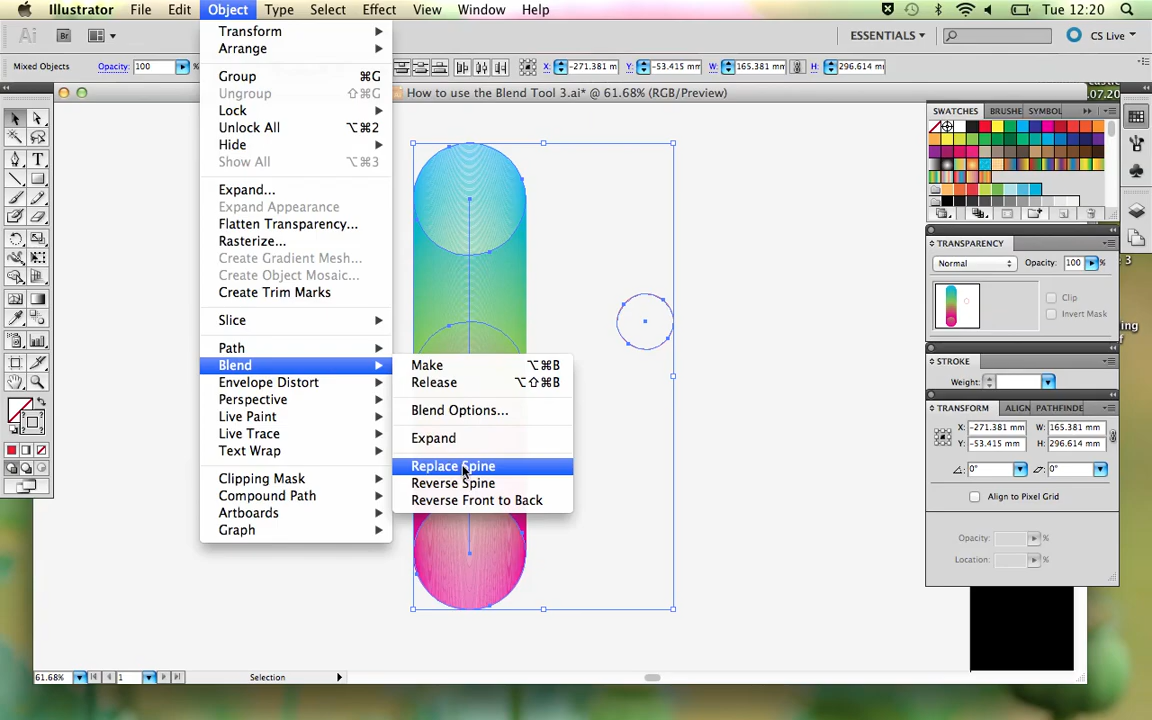 Illustrator File Edit Object Type Select Effect View Window Help Tue 12:20
Ai Br ESSENTIALS CS Live
Mixed Objects Opacity: 100 % X: -271.381 mm Y: -53.415 mm W: 165.381 mm H: 296.614 mm
How to use the Blend Tool 3.ai* @ 61.68% (RGB/Preview)
Transform
Arrange
Group ⌘G
Ungroup ⇧⌘G
Lock
Unlock All ⌥⌘2
Hide
Show All ⌥⌘3
Expand...
Expand Appearance
Flatten Transparency...
Rasterize...
Create Gradient Mesh...
Create Object Mosaic...
Create Trim Marks
Slice
Path
Blend
Envelope Distort
Perspective
Live Paint
Live Trace
Text Wrap
Clipping Mask
Compound Path
Artboards
Graph
Make ⌥⌘B
Release ⌥⇧⌘B
Blend Options...
Expand
Replace Spine
Reverse Spine
Reverse Front to Back
SWATCHES BRUSHE SYMBOL
TRANSPARENCY
Normal Opacity: 100 %
Clip
Invert Mask
STROKE
Weight:
TRANSFORM ALIGN PATHFINDE
X: -271.381 mm W: 165.381 mm
Y: -53.415 mm H: 296.614 mm
0° 0°
Align to Pixel Grid
Opacity: %
Location: %
07.20
3
ing
61.68% 1 Selection